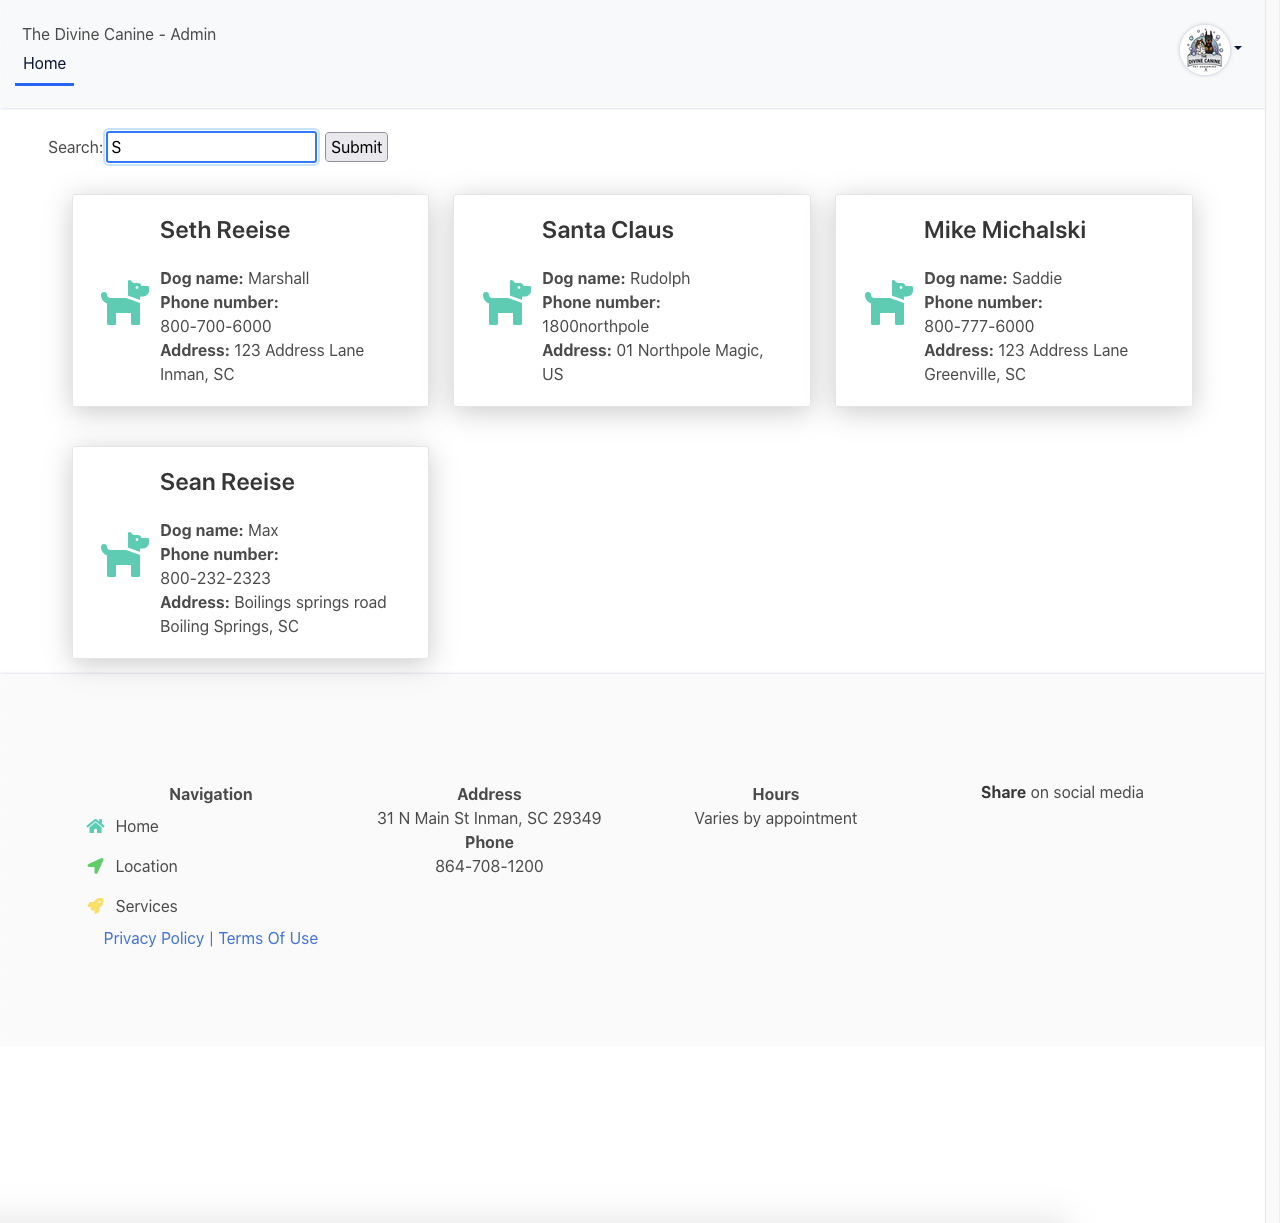 The Divine Canine - Admin
Home
DIVINE CANINE
Search: S Submit
Seth Reeise
Dog name: Marshall
Phone number:
800-700-6000
Address: 123 Address Lane
Inman, SC
Santa Claus
Dog name: Rudolph
Phone number:
1800northpole
Address: 01 Northpole Magic,
US
Mike Michalski
Dog name: Saddie
Phone number:
800-777-6000
Address: 123 Address Lane
Greenville, SC
Sean Reeise
Dog name: Max
Phone number:
800-232-2323
Address: Boilings springs road
Boiling Springs, SC
Navigation
Home
Location
Services
Privacy Policy | Terms Of Use
Address
31 N Main St Inman, SC 29349
Phone
864-708-1200
Hours
Varies by appointment
Share on social media